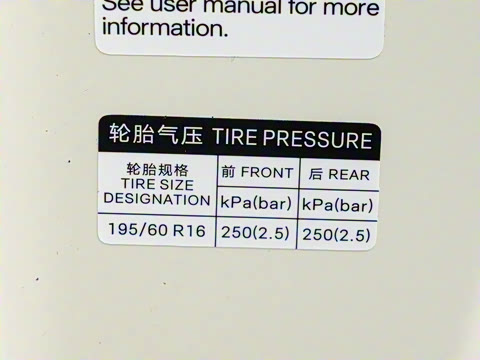 See user manual for more
information.
轮胎气压 TIRE PRESSURE
轮胎规格
TIRE SIZE
DESIGNATION
前 FRONT
后 REAR
kPa(bar)
kPa(bar)
195/60 R16
250(2.5)
250(2.5)